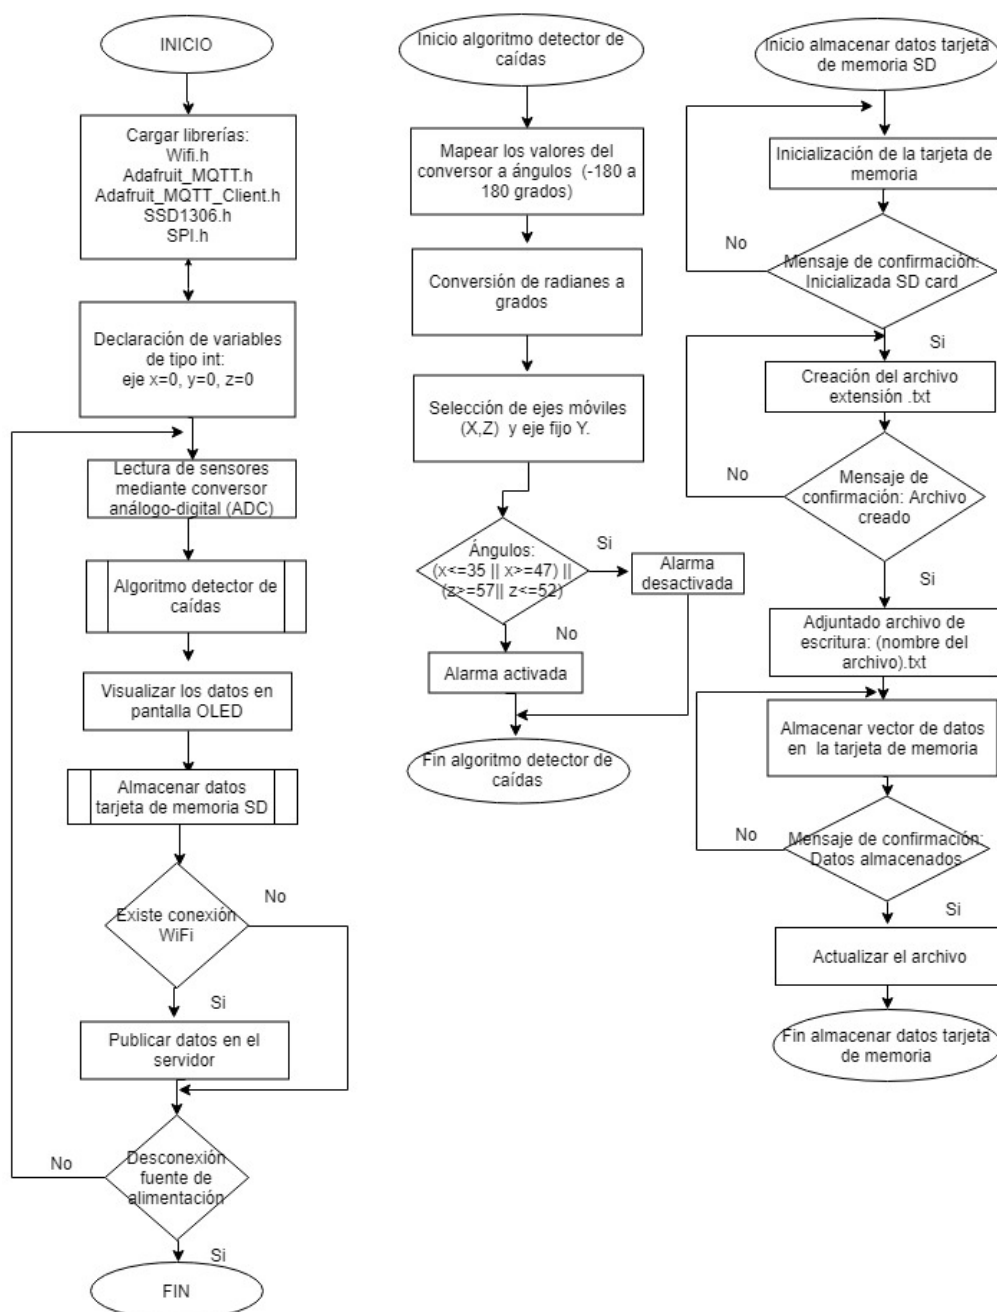 INICIO
Cargar librerías:
Wifi.h
Adafruit_MQTT.h
Adafruit_MQTT_Client.h
SSD1306.h
SPI.h
Declaración de variables
de tipo int:
eje x=0, y=0, z=0
Lectura de sensores
mediante conversor
análogo-digital (ADC)
Algoritmo detector de
caídas
Visualizar los datos en
pantalla OLED
Almacenar datos
tarjeta de memoria SD
Existe conexión
WiFi
No
Si
Publicar datos en el
servidor
Desconexión
fuente de
alimentación
No
Si
FIN
Inicio algoritmo detector de
caídas
Mapear los valores del
conversor a ángulos (-180 a
180 grados)
Conversión de radianes a
grados
Selección de ejes móviles
(X,Z) y eje fijo Y.
Ángulos:
(x<=35 || x>=47) ||
(z>=57|| z<=52)
Si
Alarma
desactivada
No
Alarma activada
Fin algoritmo detector de
caídas
Inicio almacenar datos tarjeta
de memoria SD
Inicialización de la tarjeta de
memoria
No
Mensaje de confirmación:
Inicializada SD card
Si
Creación del archivo
extensión .txt
No
Mensaje de
confirmación: Archivo
creado
Si
Adjuntado archivo de
escritura: (nombre del
archivo).txt
Almacenar vector de datos
en la tarjeta de memoria
No
Mensaje de confirmación:
Datos almacenados
Si
Actualizar el archivo
Fin almacenar datos tarjeta
de memoria